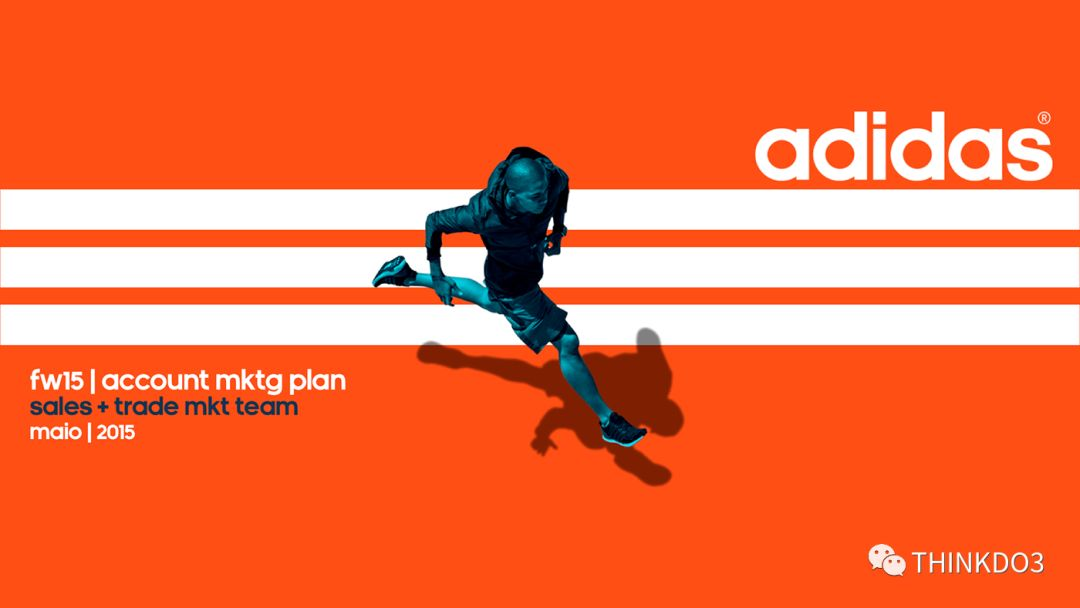 adidas®
fw15 | account mktg plan
sales + trade mkt team
maio | 2015
THINKDO3